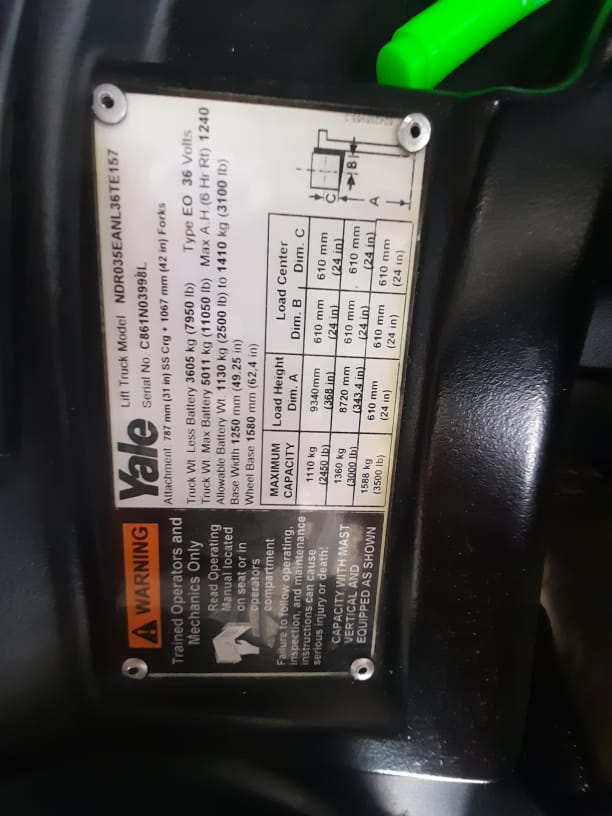 WARNING
Trained Operators and
Mechanics Only
Read Operating
Manual located
on seat or in
operators
compartment
Failure to follow operating,
inspection, and maintenance
instructions can cause
serious injury or death!
CAPACITY WITH MAST
VERTICAL AND
EQUIPPED AS SHOWN
Yale
Lift Truck Model NDR035EANL36TE157
Serial No. C861N03998L
Attachment 787 mm (31 in) SS Crg + 1067 mm (42 in) Forks
Truck Wt. Less Battery 3605 kg (7950 lb) Type EO 36 Volts
Truck Wt. Max Battery 5011 kg (11050 lb) Max A.H.(6 Hr Rt) 1240
Allowable Battery Wt. 1130 kg (2500 lb) to 1410 kg (3100 lb)
Base Width 1250 mm (49.25 in)
Wheel Base 1580 mm (62.4 in)
MAXIMUM CAPACITY Load Height Dim. A Load Center Dim. B Dim. C
1110 kg 9340mm 610 mm 610 mm
(2450 lb) (368 in) (24 in) (24 in)
1360 kg 8720 mm 610 mm 610 mm
(3000 lb) (343.4 in) (24 in) (24 in)
1588 kg 610 mm 610 mm 610 mm
(3500 lb) (24 in) (24 in) (24 in)
A
B
C